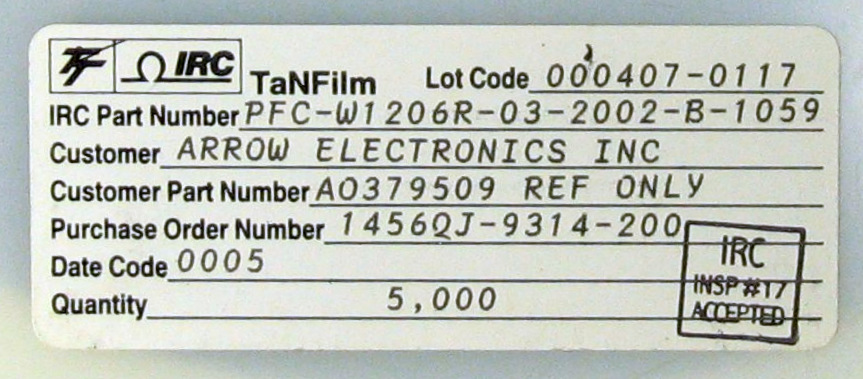 TT Ω IRC TaNFilm Lot Code 000407-0117
IRC Part Number PFC-W1206R-03-2002-B-1059
Customer ARROW ELECTRONICS INC
Customer Part Number A0379509 REF ONLY
Purchase Order Number 1456QJ-9314-200
Date Code 0005
Quantity 5,000
IRC
INSP #17
ACCEPTED